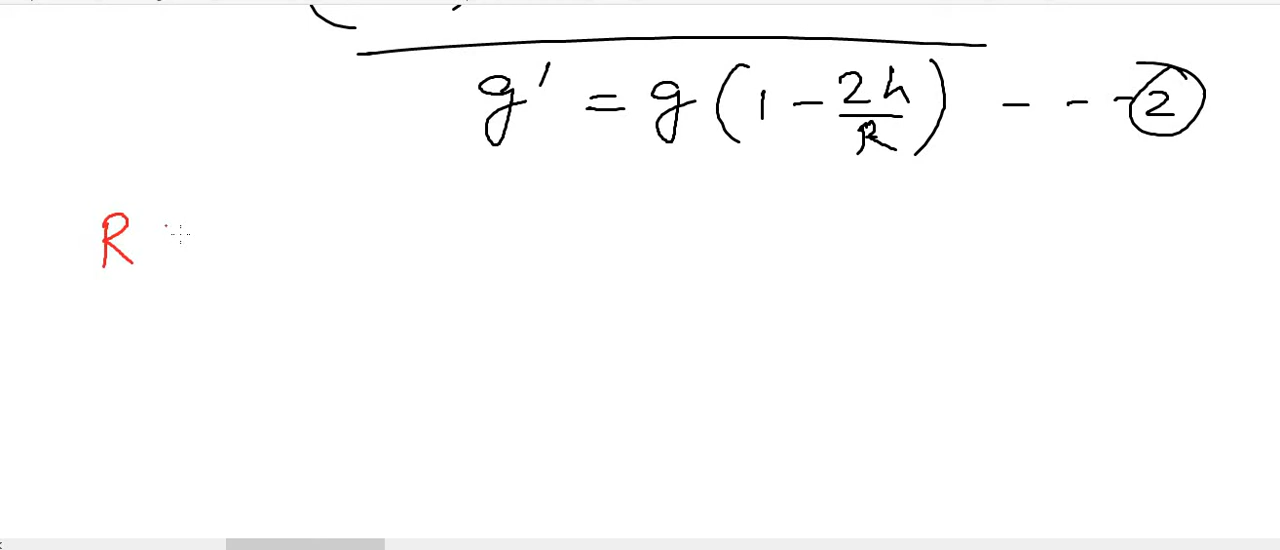 g' = g(1 - 2h/R) - - - 2
R